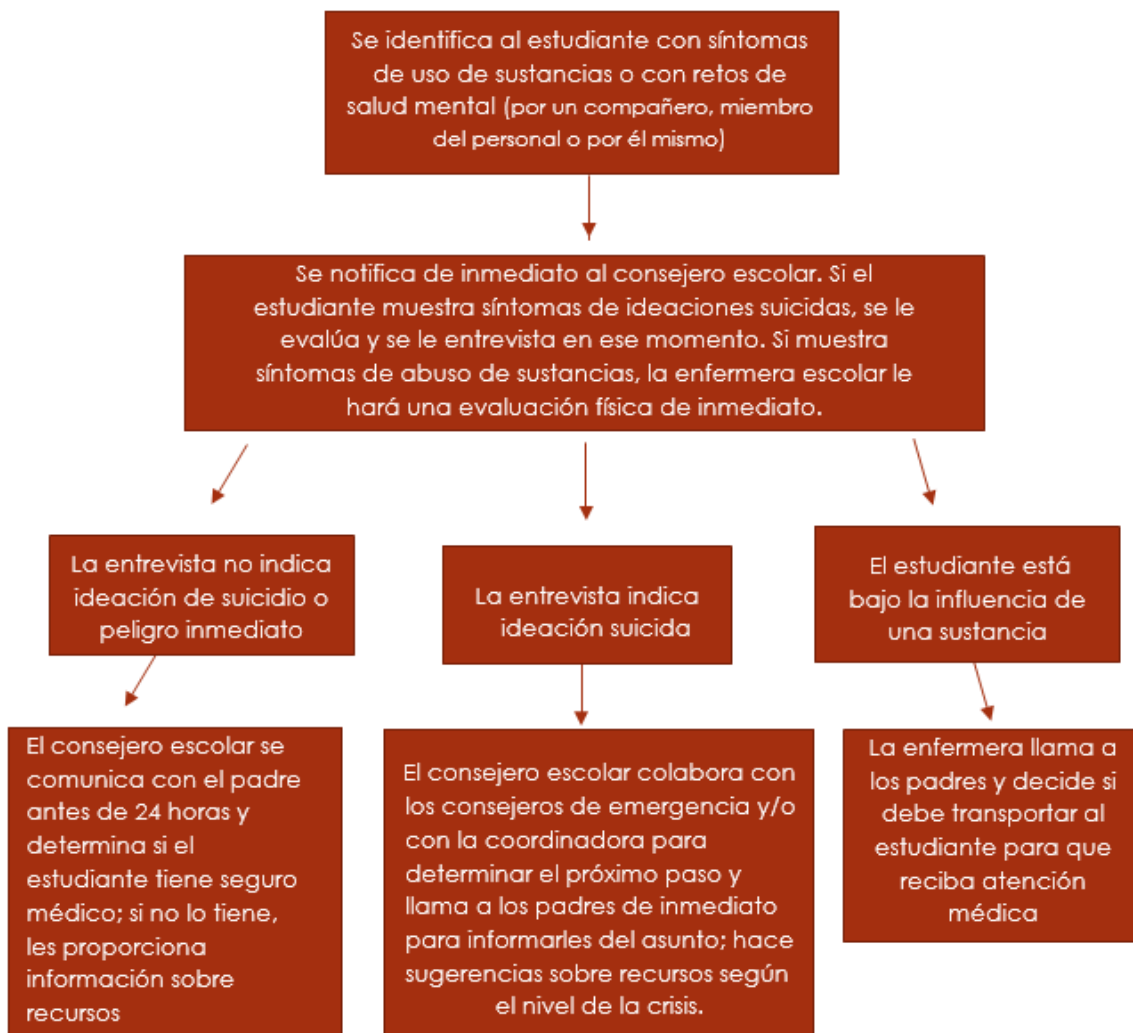 Se identifica al estudiante con síntomas
de uso de sustancias o con retos de
salud mental (por un compañero, miembro
del personal o por él mismo)
Se notifica de inmediato al consejero escolar. Si el
estudiante muestra síntomas de ideaciones suicidas, se le
evalúa y se le entrevista en ese momento. Si muestra
síntomas de abuso de sustancias, la enfermera escolar le
hará una evaluación física de inmediato.
La entrevista no indica
ideación de suicidio o
peligro inmediato
La entrevista indica
ideación suicida
El estudiante está
bajo la influencia de
una sustancia
El consejero escolar se
comunica con el padre
antes de 24 horas y
determina si el
estudiante tiene seguro
médico; si no lo tiene,
les proporciona
información sobre
recursos
El consejero escolar colabora con
los consejeros de emergencia y/o
con la coordinadora para
determinar el próximo paso y
llama a los padres de inmediato
para informarles del asunto; hace
sugerencias sobre recursos según
el nivel de la crisis.
La enfermera llama a
los padres y decide si
debe transportar al
estudiante para que
reciba atención
médica